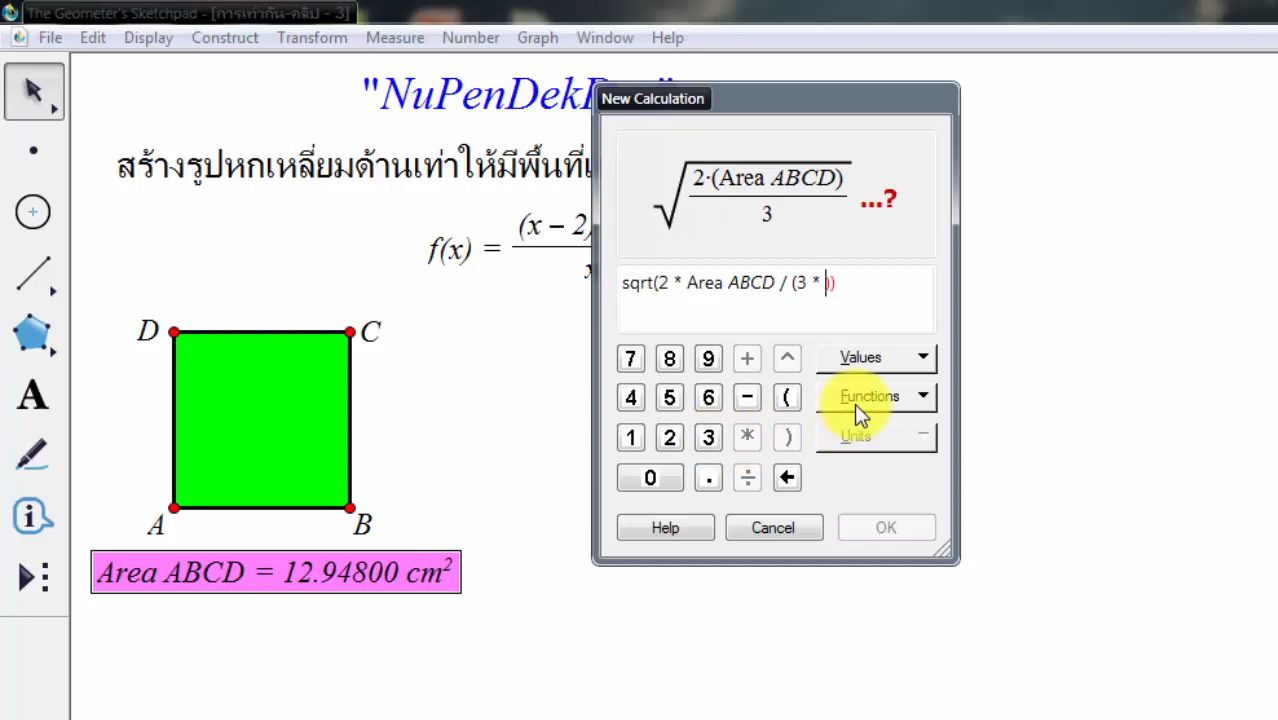 The Geometer's Sketchpad - [การเท่ากัน-คลิป - 3]
File Edit Display Construct Transform Measure Number Graph Window Help
"NuPenDekD
สร้างรูปหกเหลี่ยมด้านเท่าให้มีพื้นที่
f(x) = (x − 2)
x
New Calculation
√ 2·(Area ABCD)
3 ...?
sqrt(2 * Area ABCD / (3 * ))
7 8 9 + ^ Values
4 5 6 − ( Functions
1 2 3 * ) Units
0 . ÷
Help Cancel OK
D C
A B
Area ABCD = 12.94800 cm²
A
i